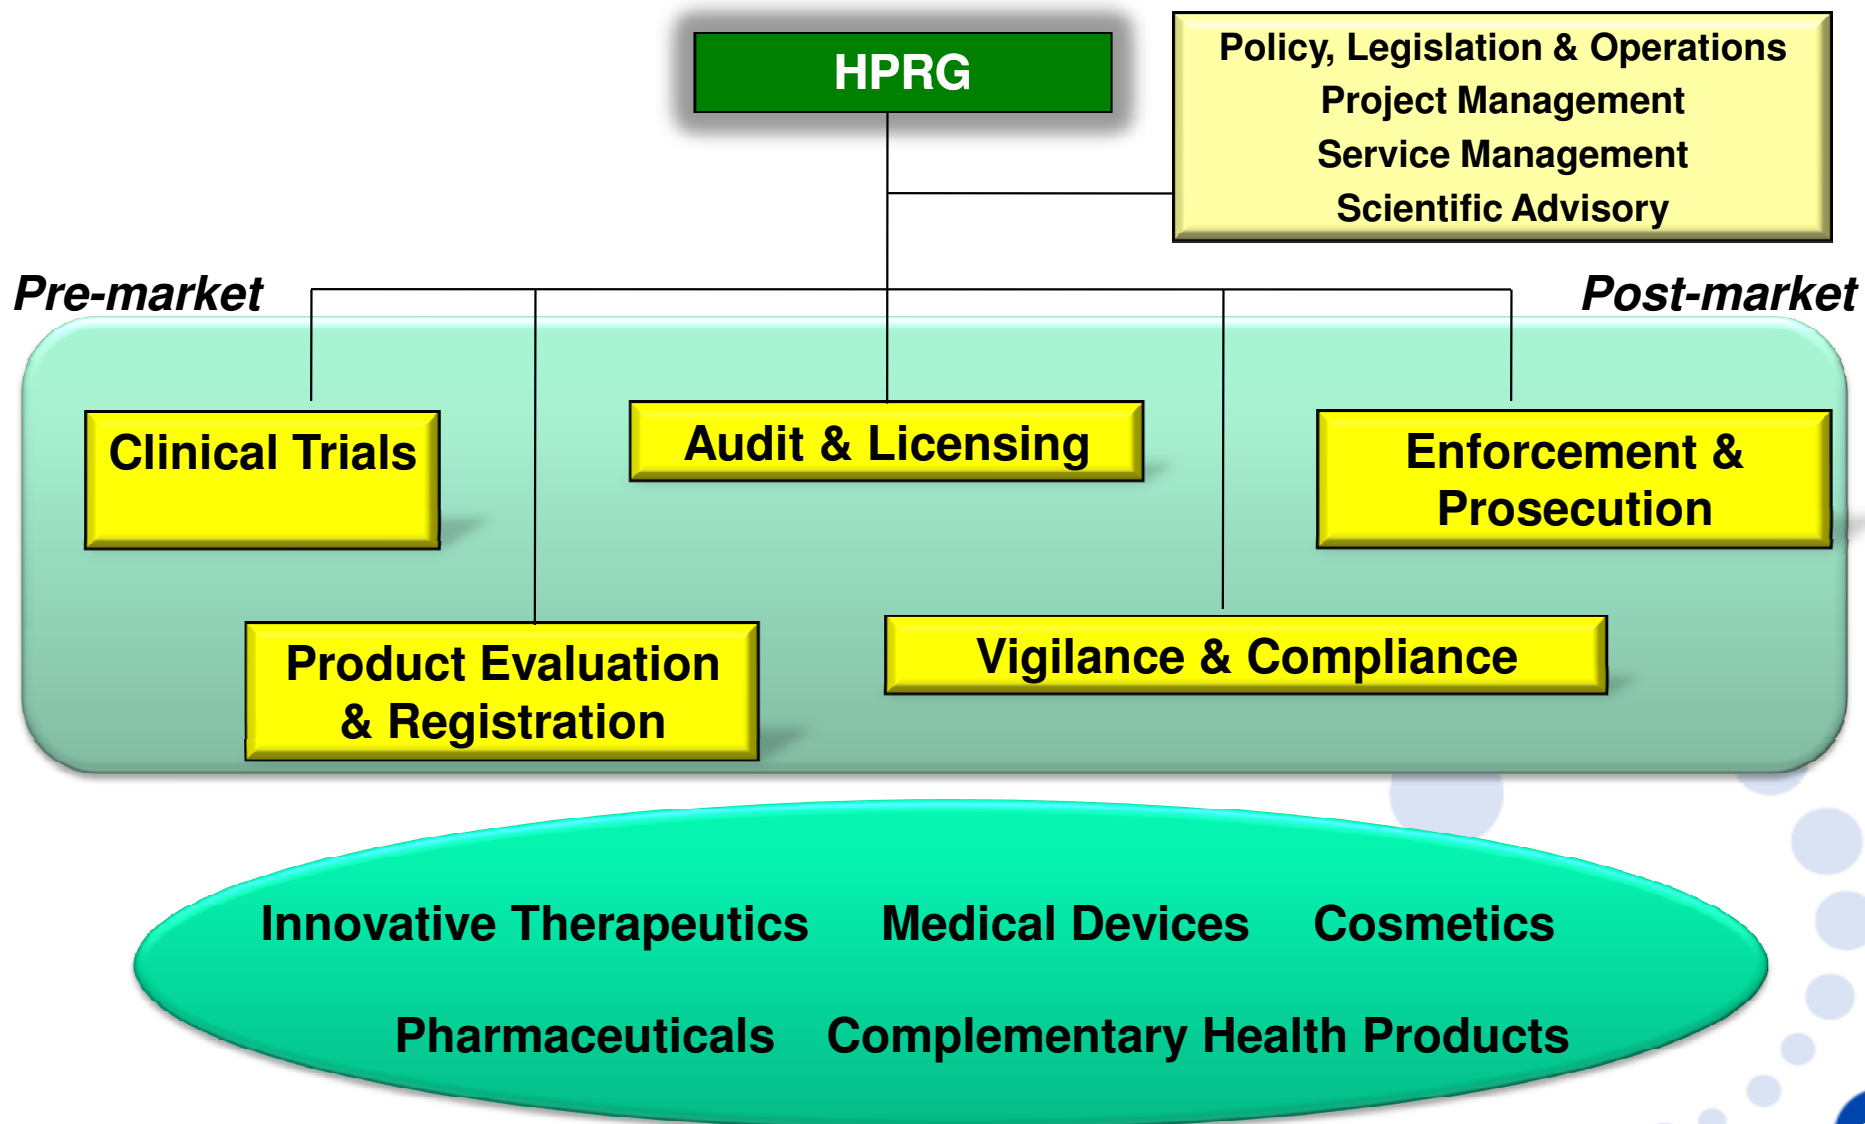 HPRG
Policy, Legislation & Operations
Project Management
Service Management
Scientific Advisory
Pre-market
Post-market
Clinical Trials
Audit & Licensing
Enforcement &
Prosecution
Product Evaluation
& Registration
Vigilance & Compliance
Innovative Therapeutics Medical Devices Cosmetics
Pharmaceuticals Complementary Health Products